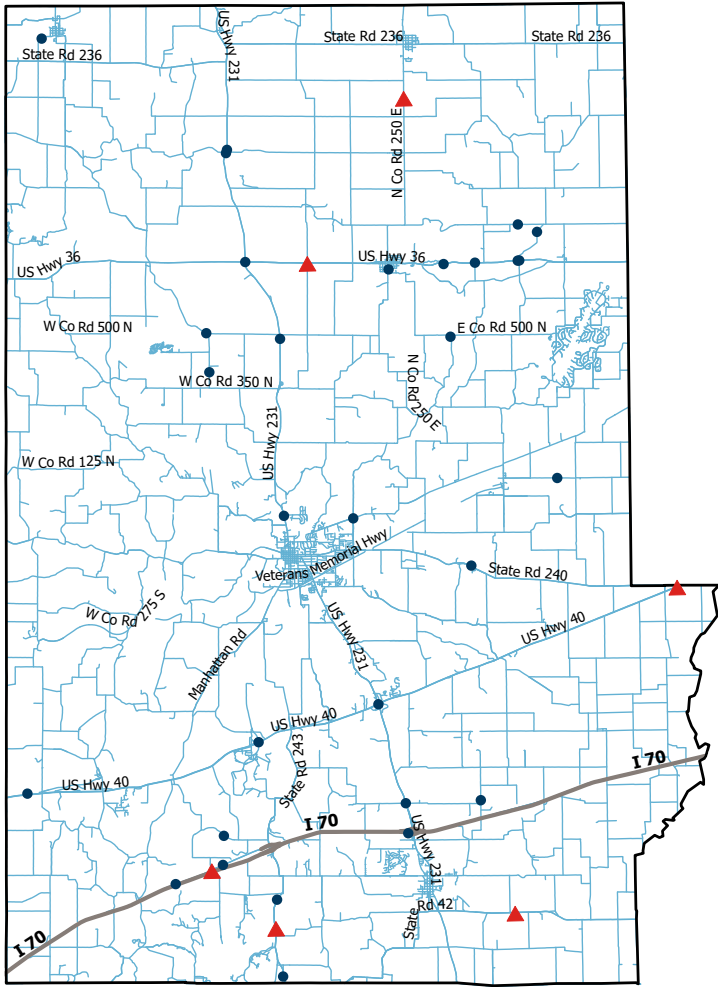 US Hwy 231
State Rd 236
State Rd 236
State Rd 236
N Co Rd 250 E
US Hwy 36
US Hwy 36
W Co Rd 500 N
E Co Rd 500 N
W Co Rd 350 N
N Co Rd 250 E
US Hwy 231
W Co Rd 125 N
Veterans Memorial Hwy
State Rd 240
W Co Rd 275 S
US Hwy 231
US Hwy 40
Manhattan Rd
US Hwy 40
State Rd 243
US Hwy 40
I 70
I 70
US Hwy 231
State Rd 42
I 70